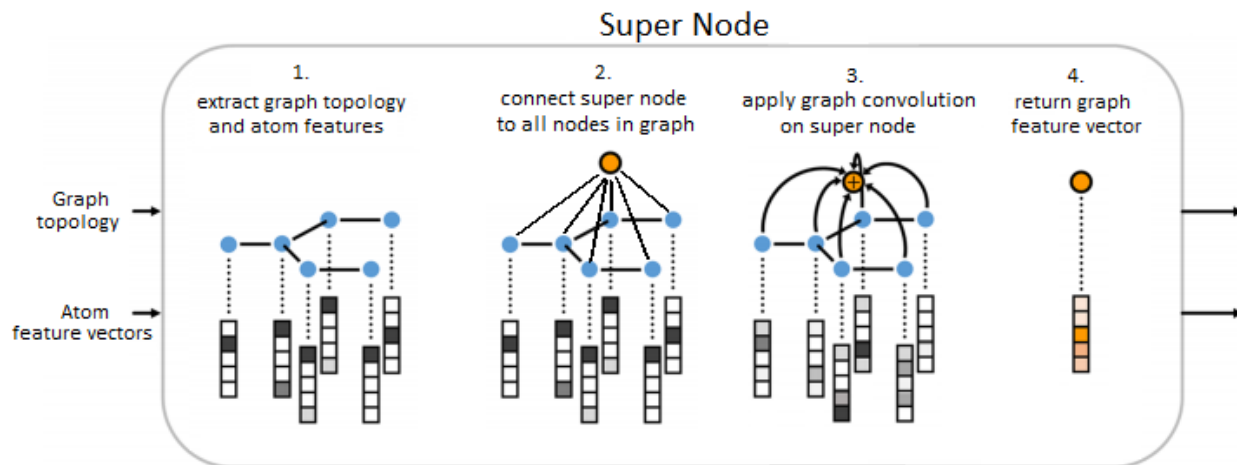 Super Node
1.
extract graph topology
and atom features
2.
connect super node
to all nodes in graph
3.
apply graph convolution
on super node
4.
return graph
feature vector
Graph
topology
Atom
feature vectors